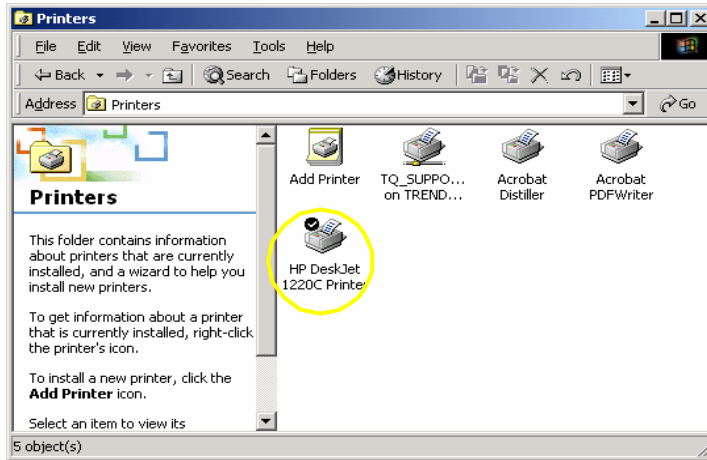 Printers
File Edit View Favorites Tools Help
Back Search Folders History
Address Printers Go
Printers
This folder contains information
about printers that are currently
installed, and a wizard to help you
install new printers.
To get information about a printer
that is currently installed, right-click
the printer's icon.
To install a new printer, click the
Add Printer icon.
Select an item to view its
Add Printer
TQ_SUPPO...
on TREND...
Acrobat
Distiller
Acrobat
PDFWriter
HP DeskJet
1220C Printer
5 object(s)